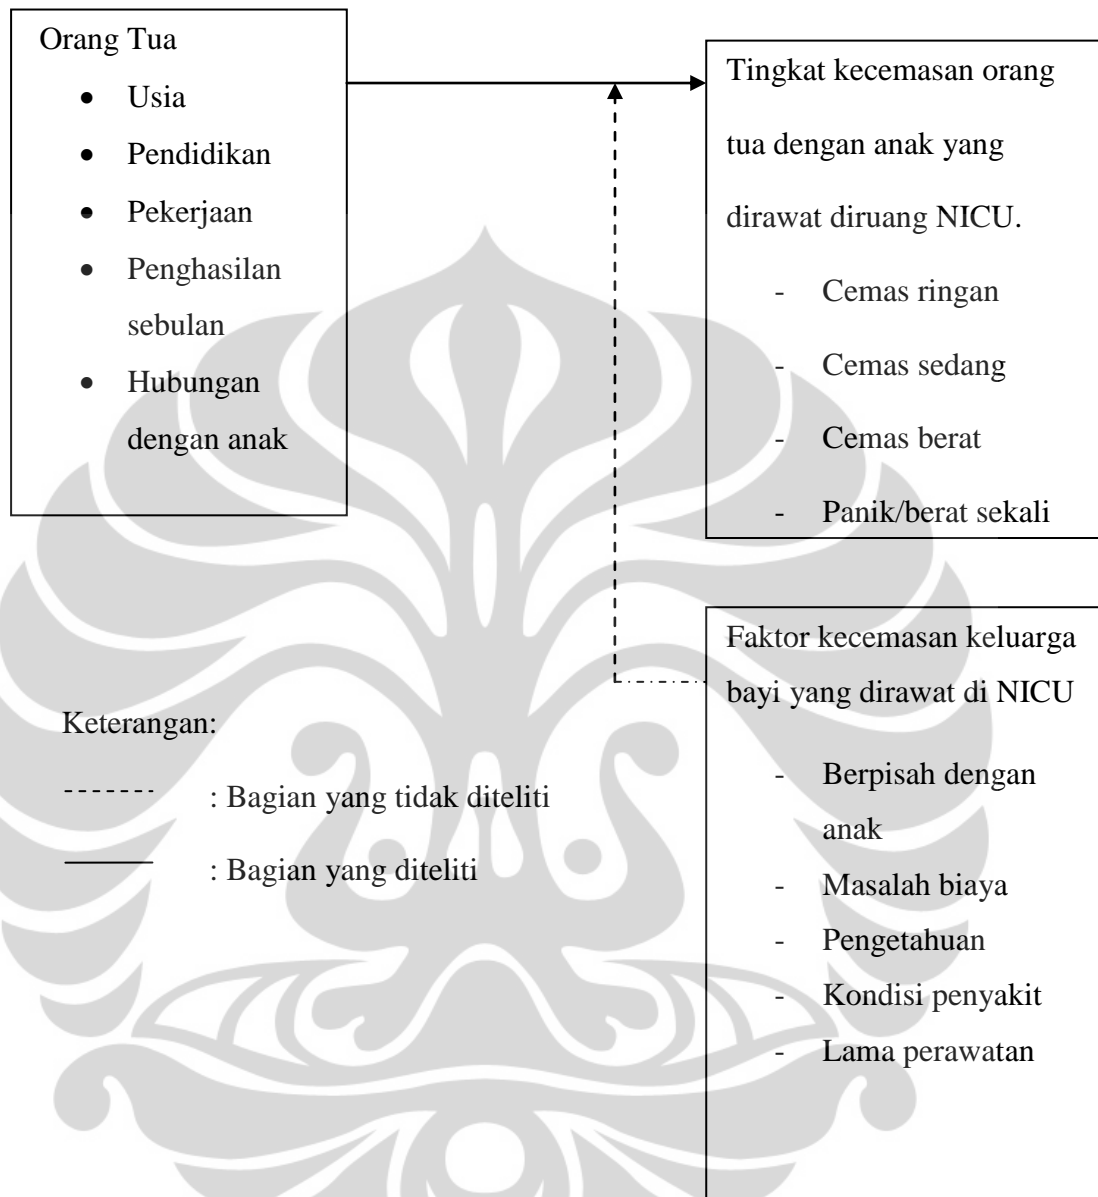 Orang Tua
• Usia
• Pendidikan
• Pekerjaan
• Penghasilan
sebulan
• Hubungan
dengan anak
Tingkat kecemasan orang
tua dengan anak yang
dirawat diruang NICU.
- Cemas ringan
- Cemas sedang
- Cemas berat
- Panik/berat sekali
Faktor kecemasan keluarga
bayi yang dirawat di NICU
- Berpisah dengan
anak
- Masalah biaya
- Pengetahuan
- Kondisi penyakit
- Lama perawatan
Keterangan:
: Bagian yang tidak diteliti
: Bagian yang diteliti